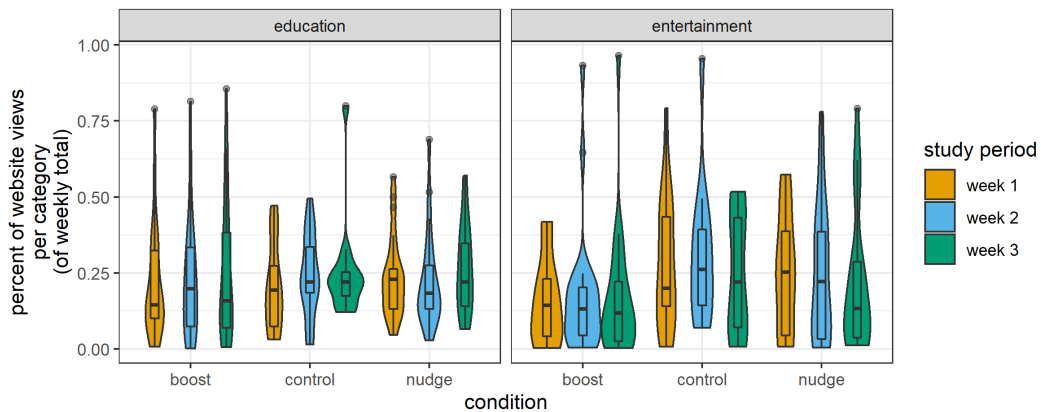 education
entertainment
percent of website views
per category
(of weekly total)
1.00
0.75
0.50
0.25
0.00
boost
control
nudge
boost
control
nudge
condition
study period
week 1
week 2
week 3